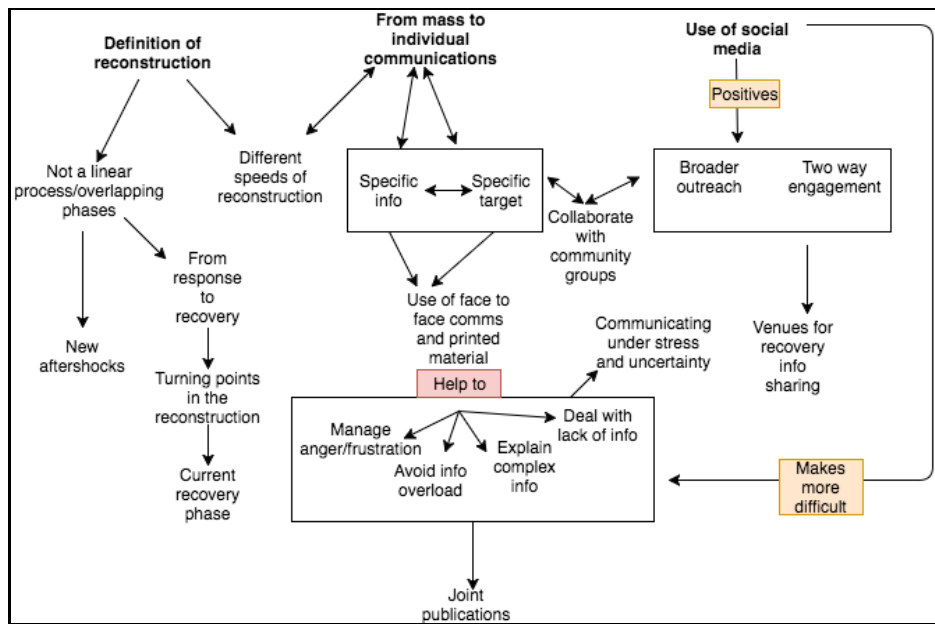 Definition of
reconstruction
From mass to
individual
communications
Use of social
media
Positives
Not a linear
process/overlapping
phases
Different
speeds of
reconstruction
Specific
info
Specific
target
Collaborate
with
community
groups
Broader
outreach
Two way
engagement
From
response
to
recovery
New
aftershocks
Turning points
in the
reconstruction
Current
recovery
phase
Use of face to
face comms
and printed
material
Help to
Communicating
under stress
and uncertainty
Venues for
recovery
info
sharing
Manage
anger/frustration
Avoid info
overload
Explain
complex
info
Deal with
lack of info
Makes
more
difficult
Joint
publications